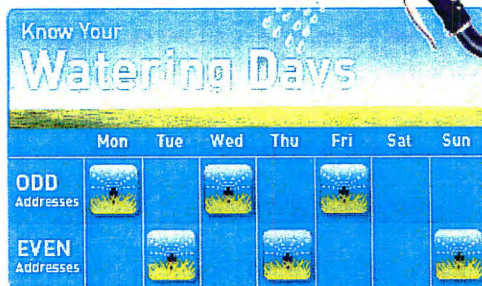 Know Your
Watering Days
Mon Tue Wed Thu Fri Sat Sun
ODD
Addresses
EVEN
Addresses